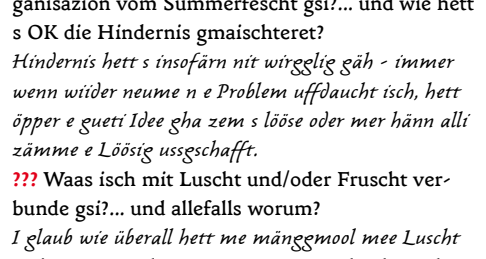 ganisazion vom Summerfescht gsi?... und wie hett
s OK die Hindernis gmaischteret?
Hindernis hett s insofärn nit wirgglig gäh - immer
wenn wiider neume n e Problem uffdaucht isch, hett
öpper e gueti Idee gha zem s lööse oder mer hänn alli
zämme e Löösig ussgschafft.
??? Waas isch mit Luscht und/oder Fruscht ver-
bunde gsi?... und allefalls worum?
I glaub wie überall hett me mänggmool mee Luscht